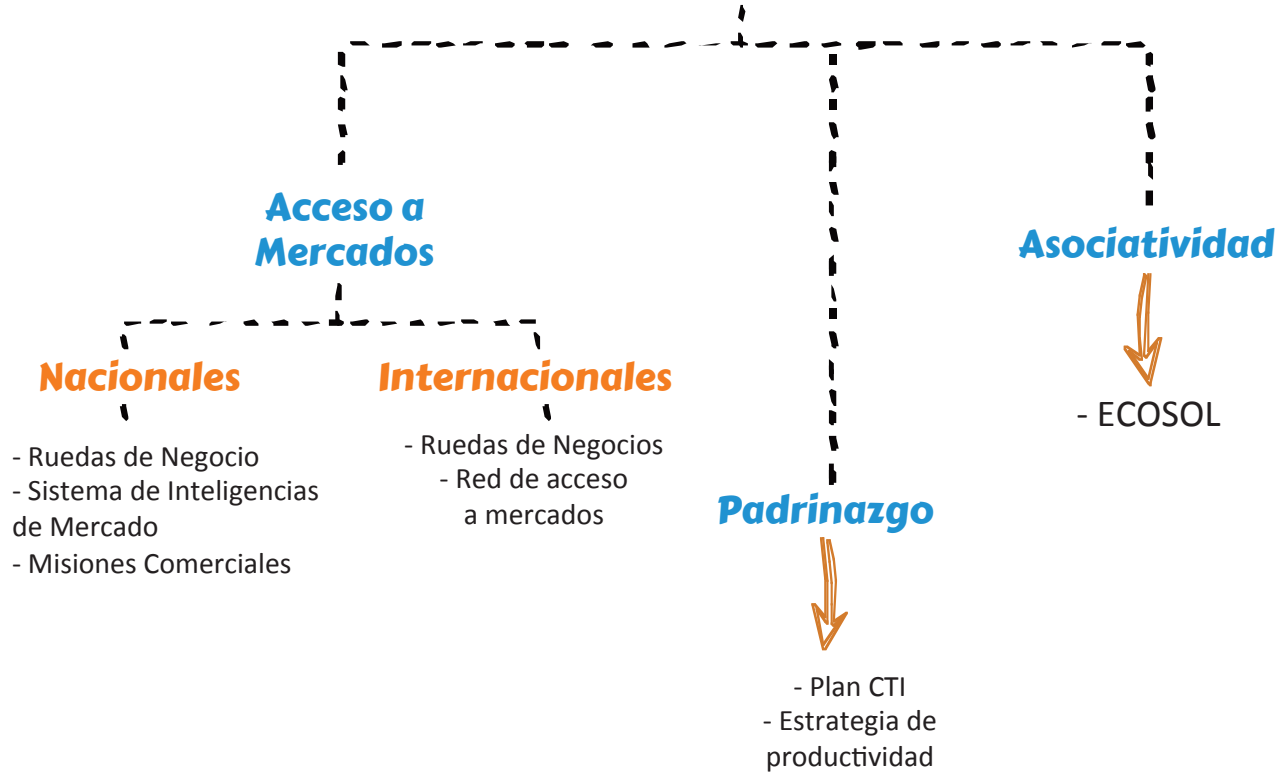 Acceso a
Mercados
Nacionales
- Ruedas de Negocio
- Sistema de Inteligencias
de Mercado
- Misiones Comerciales
Internacionales
- Ruedas de Negocios
- Red de acceso
a mercados
Padrinazgo
- Plan CTI
- Estrategia de
productividad
Asociatividad
- ECOSOL